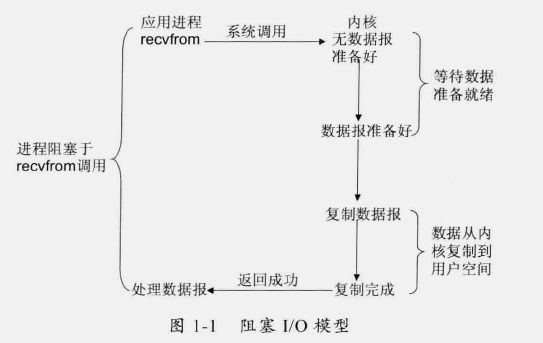 应用进程
recvfrom
系统调用
内核
无数据报
准备好
等待数据
准备就绪
数据报准备好
进程阻塞于
recvfrom调用
复制数据报
数据从内
核复制到
用户空间
处理数据报
返回成功
复制完成
图 1-1 阻塞 I/O 模型